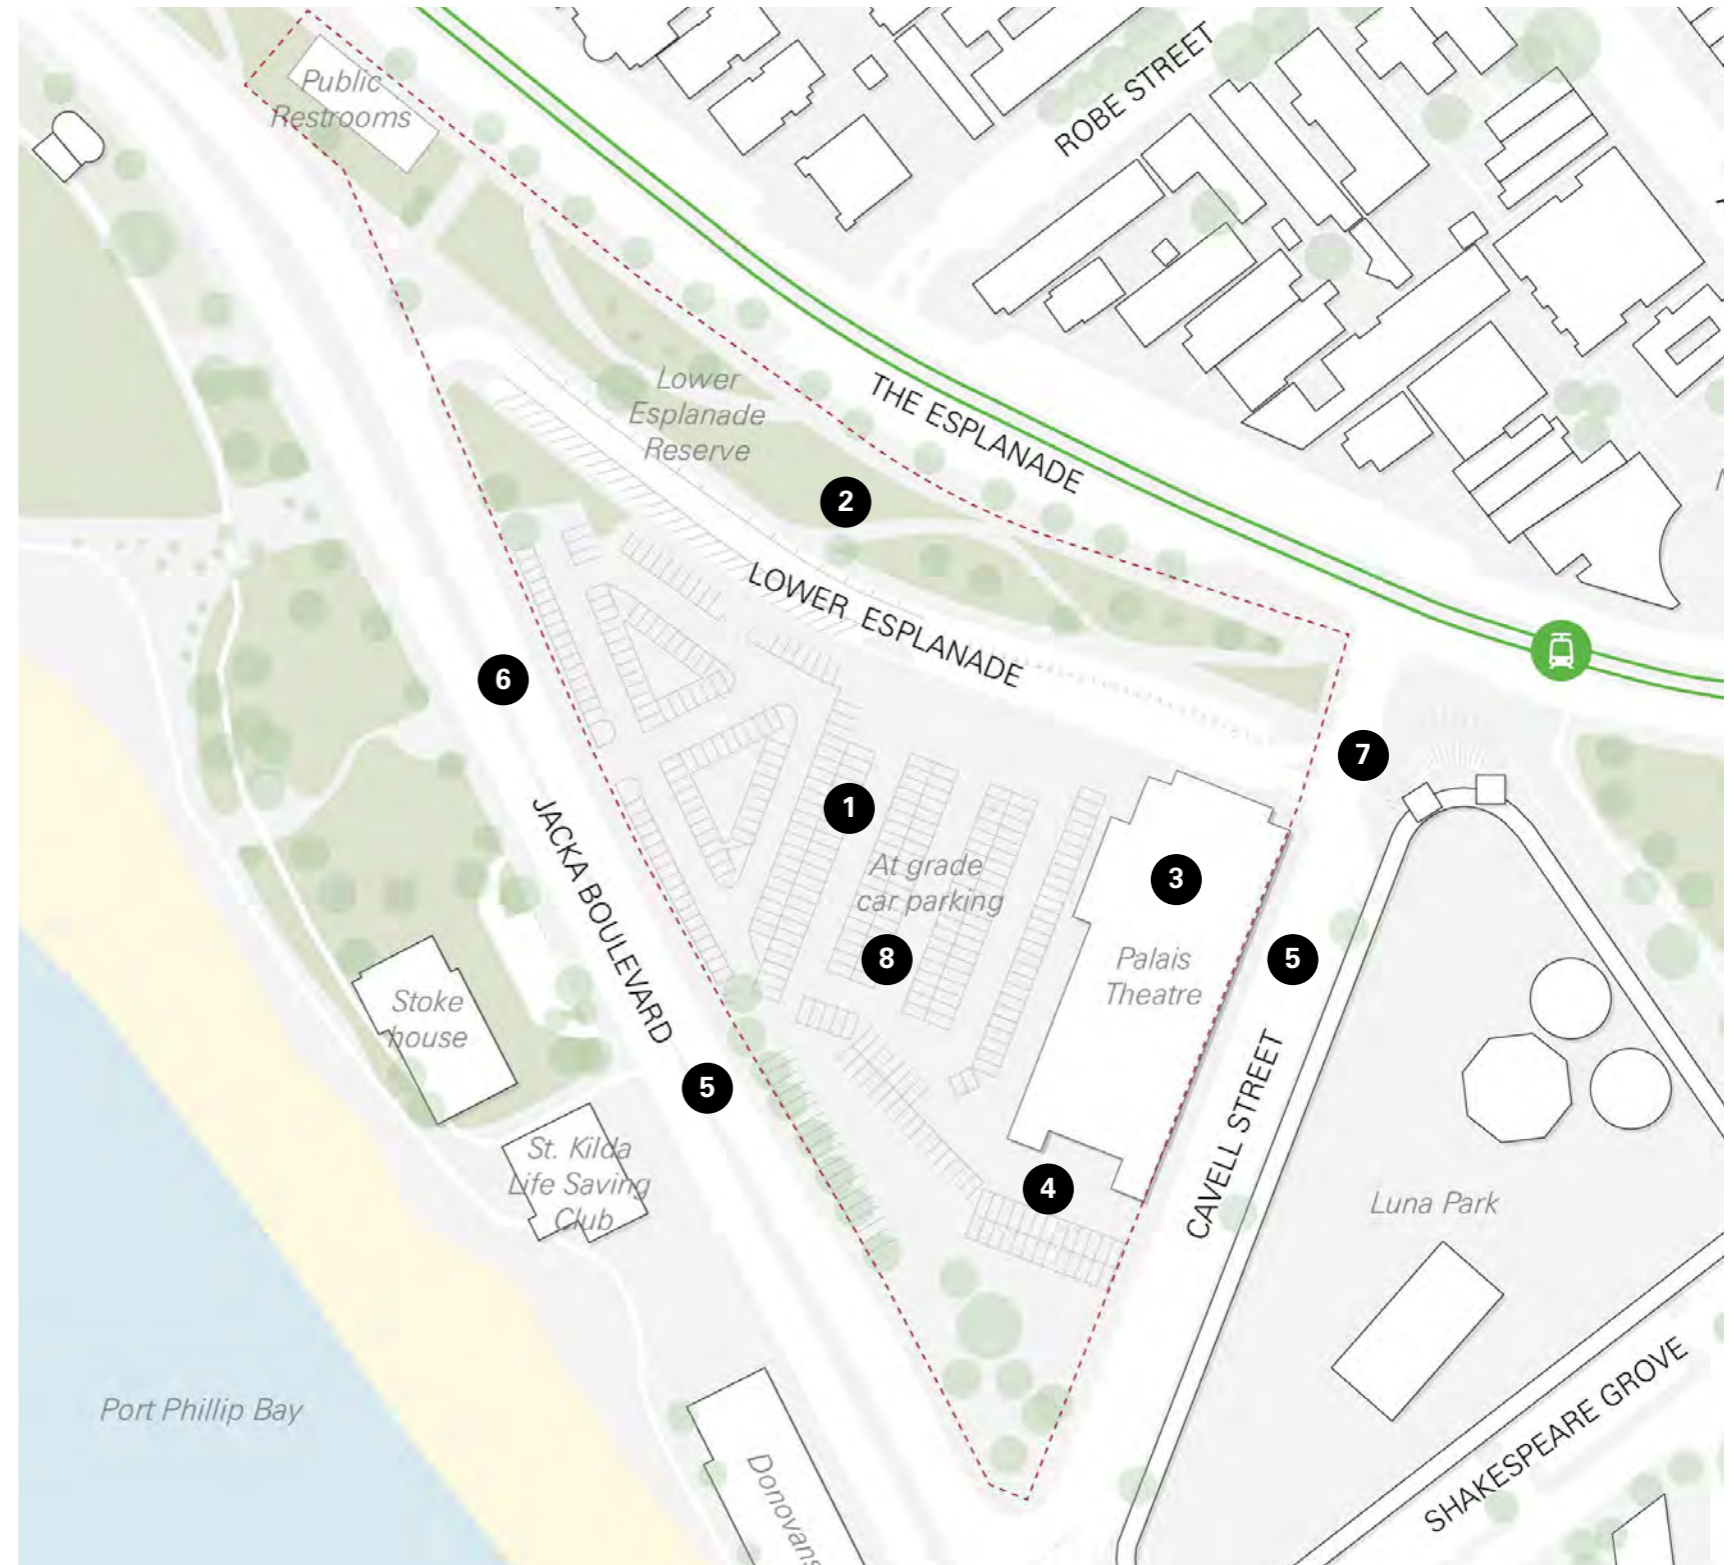 Public
Restrooms
ROBE STREET
Lower
Esplanade
Reserve
THE ESPLANADE
2
LOWER ESPLANADE
6
7
1
At grade
car parking
3
8
Palais
Theatre
5
JACKA BOULEVARD
Stoke
house
5
CAVELL STREET
St. Kilda
Life Saving
Club
4
Luna Park
Port Phillip Bay
Donovans
SHAKESPEARE GROVE